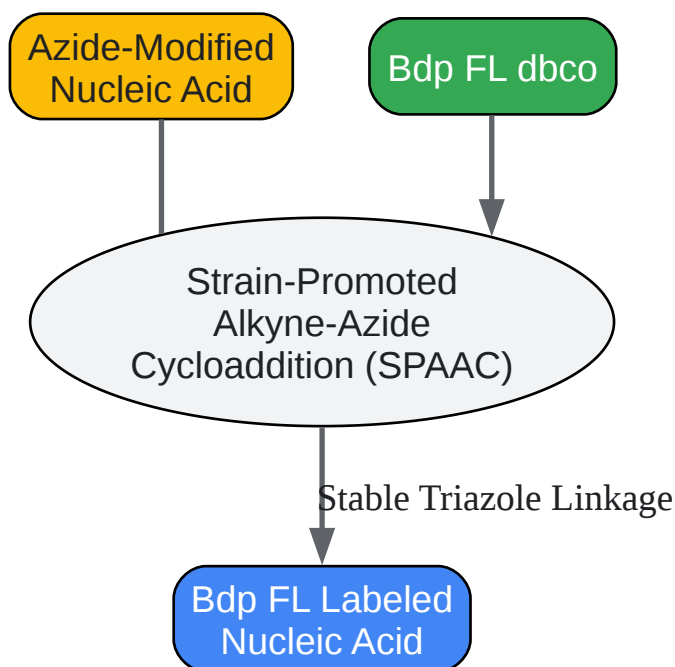 Azide-Modified
Nucleic Acid
Bdp FL dbco
Strain-Promoted
Alkyne-Azide
Cycloaddition (SPAAC)
Stable Triazole Linkage
Bdp FL Labeled
Nucleic Acid